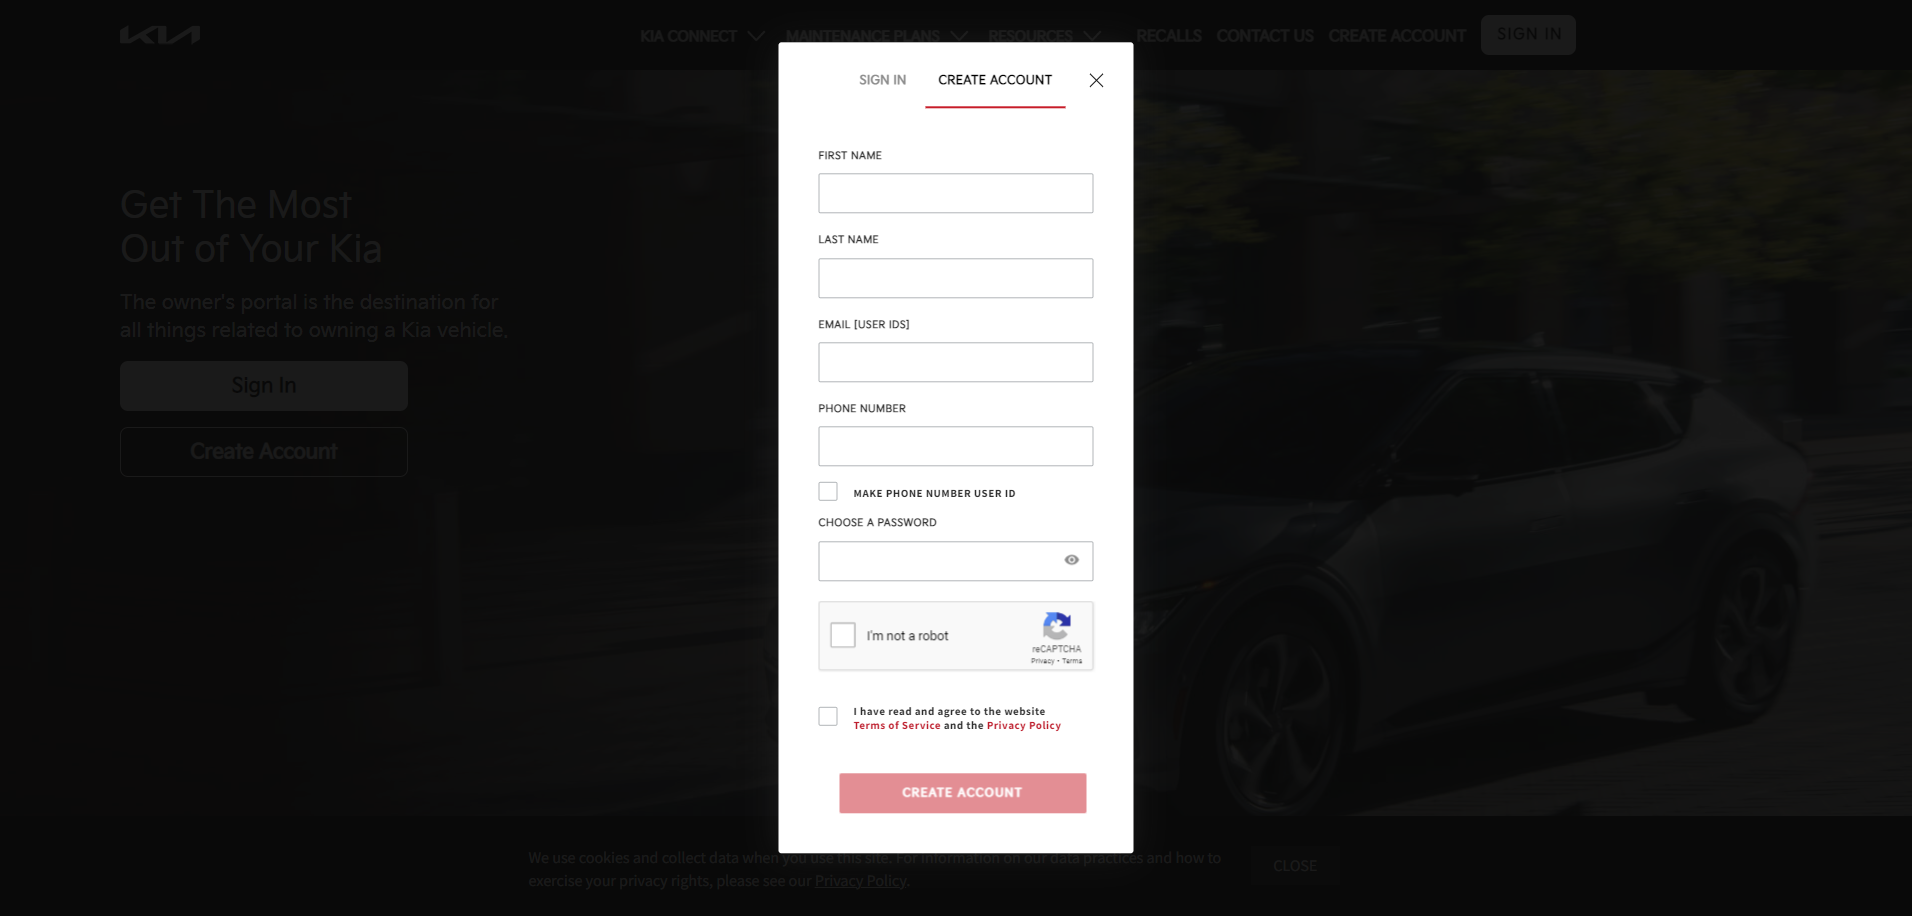 KIA CONNECT MAINTENANCE PLANS RESOURCES RECALLS CONTACT US CREATE ACCOUNT SIGN IN
Get The Most
Out of Your Kia
The owner's portal is the destination for
all things related to owning a Kia vehicle.
Sign In
Create Account
SIGN IN CREATE ACCOUNT
FIRST NAME
LAST NAME
EMAIL [USER IDS]
PHONE NUMBER
MAKE PHONE NUMBER USER ID
CHOOSE A PASSWORD
I'm not a robot
reCAPTCHA
Privacy - Terms
I have read and agree to the website
Terms of Service and the Privacy Policy
CREATE ACCOUNT
We use cookies and collect data when you use this site. For information on our data practices and how to
exercise your privacy rights, please see our Privacy Policy.
CLOSE